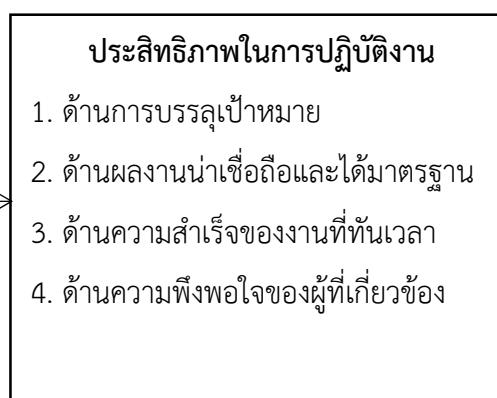 ประสิทธิภาพในการปฏิบัติงาน
1. ด้านการบรรลุเป้าหมาย
2. ด้านผลงานน่าเชื่อถือและได้มาตรฐาน
3. ด้านความสำเร็จของงานที่ทันเวลา
4. ด้านความพึงพอใจของผู้ที่เกี่ยวข้อง